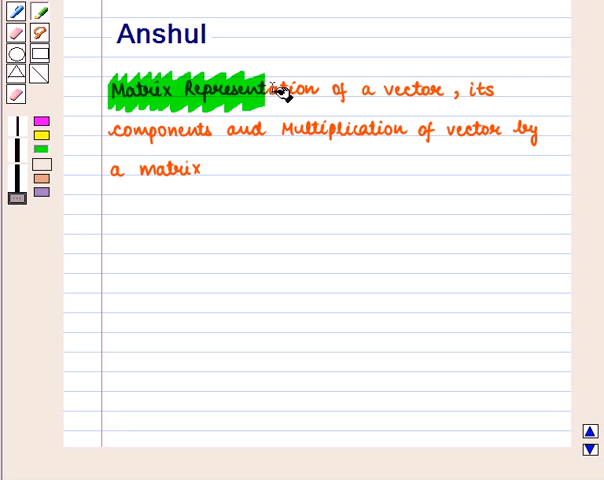 Anshul
Matrix Representation of a vector, its
components and Multiplication of vector by
a matrix